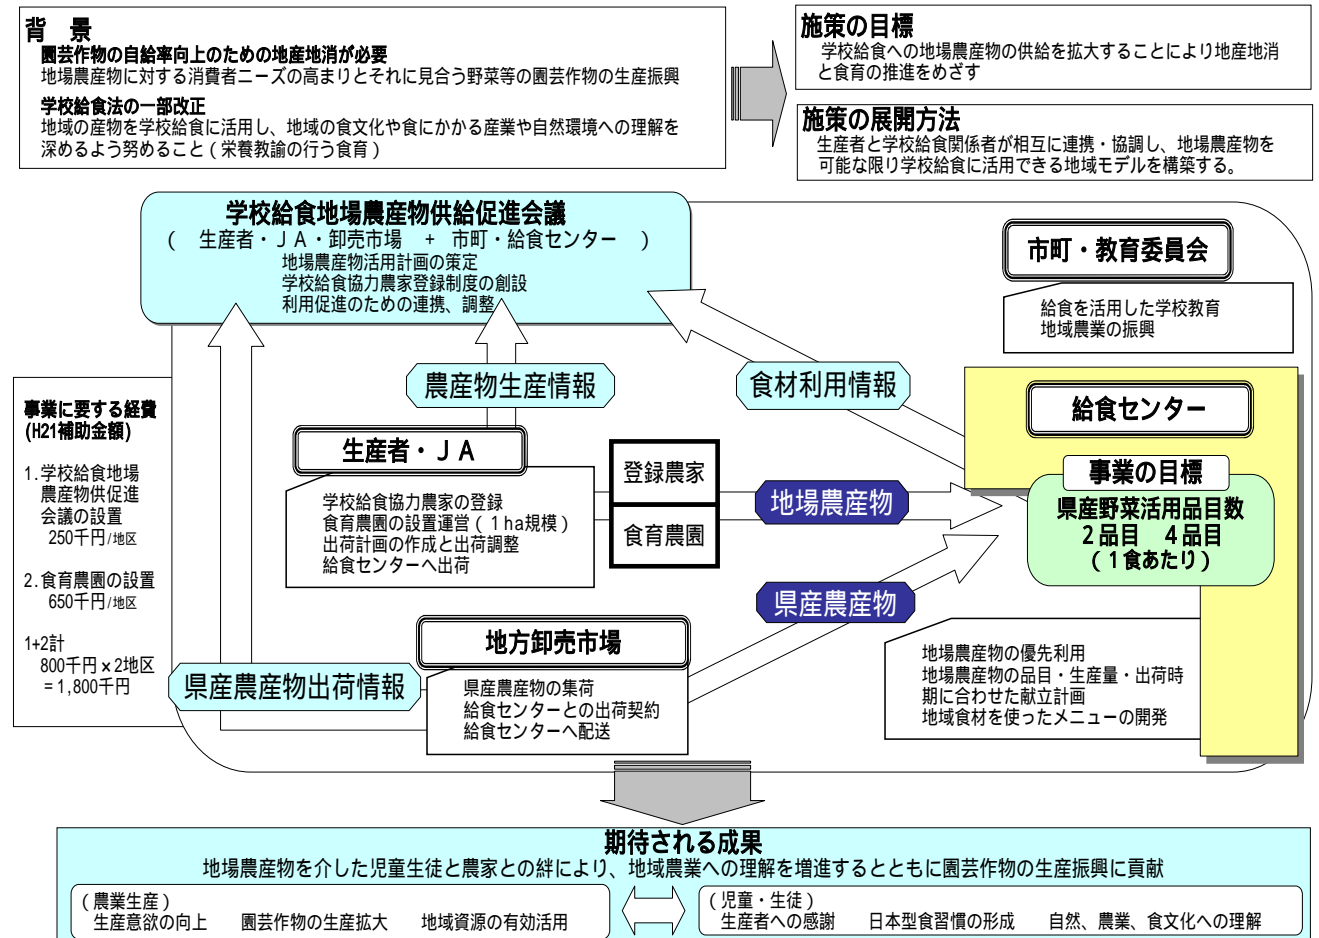 背　景
園芸作物の自給率向上のための地産地消が必要
地場農産物に対する消費者ニーズの高まりとそれに見合う野菜等の園芸作物の生産振興
学校給食法の一部改正
地域の産物を学校給食に活用し、地域の食文化や食にかかる産業や自然環境への理解を
深めるよう努めること（栄養教諭の行う食育）
施策の目標
学校給食への地場農産物の供給を拡大することにより地産地消
と食育の推進をめざす
施策の展開方法
生産者と学校給食関係者が相互に連携・協調し、地場農産物を
可能な限り学校給食に活用できる地域モデルを構築する。
学校給食地場農産物供給促進会議
（　生産者・ＪＡ・卸売市場　+　市町・給食センター　）
地場農産物活用計画の策定
学校給食協力農家登録制度の創設
利用促進のための連携、調整
市町・教育委員会
給食を活用した学校教育
地域農業の振興
農産物生産情報
食材利用情報
事業に要する経費
(H21補助金額)
1.学校給食地場
農産物供促進
会議の設置
250千円/地区
2.食育農園の設置
650千円/地区
1+2計
800千円×2地区
=1,800千円
給食センター
事業の目標
県産野菜活用品目数
２品目　４品目
（１食あたり）
生産者・ＪＡ
学校給食協力農家の登録
食育農園の設置運営（１ha規模）
出荷計画の作成と出荷調整
給食センターへ出荷
登録農家
食育農園
地場農産物
県産農産物
地方卸売市場
県産農産物の集荷
給食センターとの出荷契約
給食センターへ配送
県産農産物出荷情報
地場農産物の優先利用
地場農産物の品目・生産量・出荷時
期に合わせた献立計画
地域食材を使ったメニューの開発
期待される成果
地場農産物を介した児童生徒と農家との絆により、地域農業への理解を増進するとともに園芸作物の生産振興に貢献
（農業生産）
生産意欲の向上　園芸作物の生産拡大　地域資源の有効活用
（児童・生徒）
生産者への感謝　日本型食習慣の形成　自然、農業、食文化への理解